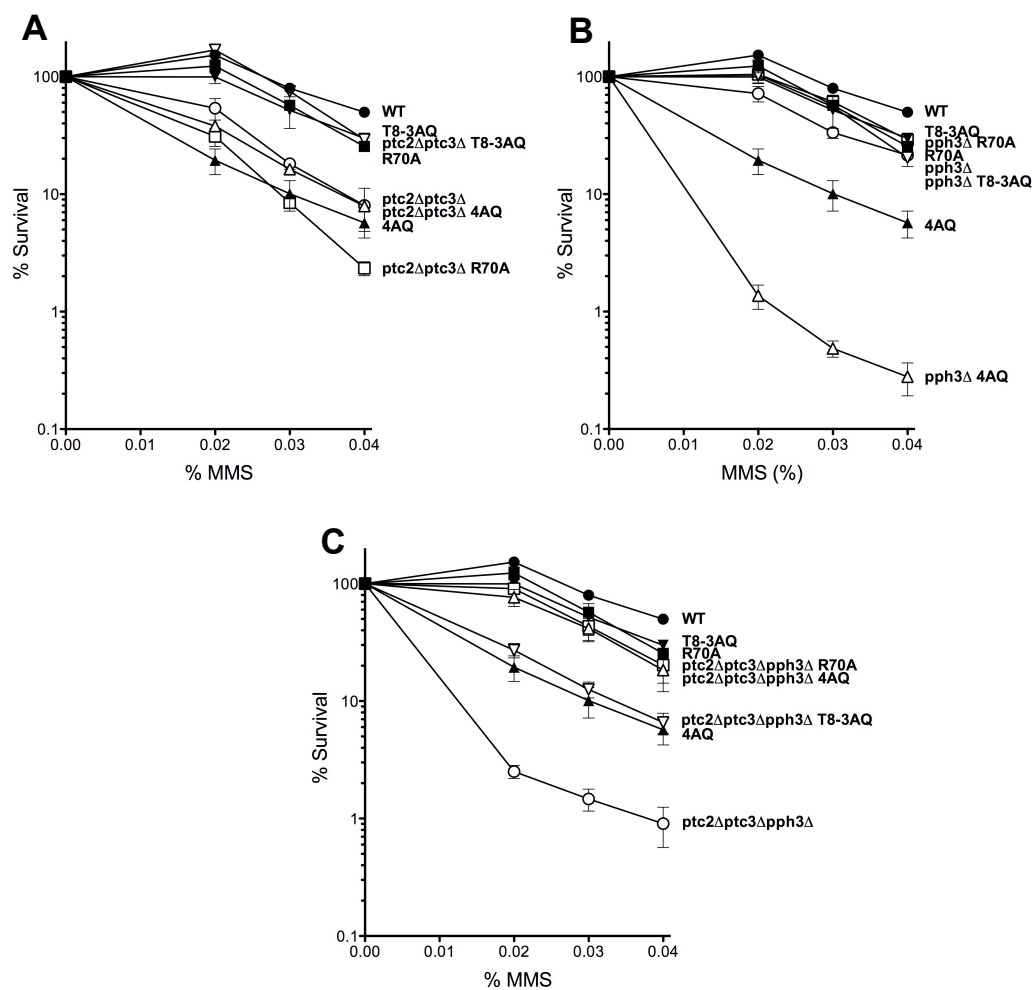 A
100
10
1
0.1
% Survival
0.00 0.01 0.02 0.03 0.04
% MMS
WT
T8-3AQ
ptc2Δptc3Δ T8-3AQ
R70A
ptc2Δptc3Δ
ptc2Δptc3Δ 4AQ
4AQ
ptc2Δptc3Δ R70A
B
100
10
1
0.1
% Survival
0.00 0.01 0.02 0.03 0.04
MMS (%)
WT
T8-3AQ
pph3Δ R70A
R70A
pph3Δ
pph3Δ T8-3AQ
4AQ
pph3Δ 4AQ
C
100
10
1
0.1
% Survival
0.00 0.01 0.02 0.03 0.04
% MMS
WT
T8-3AQ
R70A
ptc2Δptc3Δpph3Δ R70A
ptc2Δptc3Δpph3Δ 4AQ
ptc2Δptc3Δpph3Δ T8-3AQ
4AQ
ptc2Δptc3Δpph3Δ